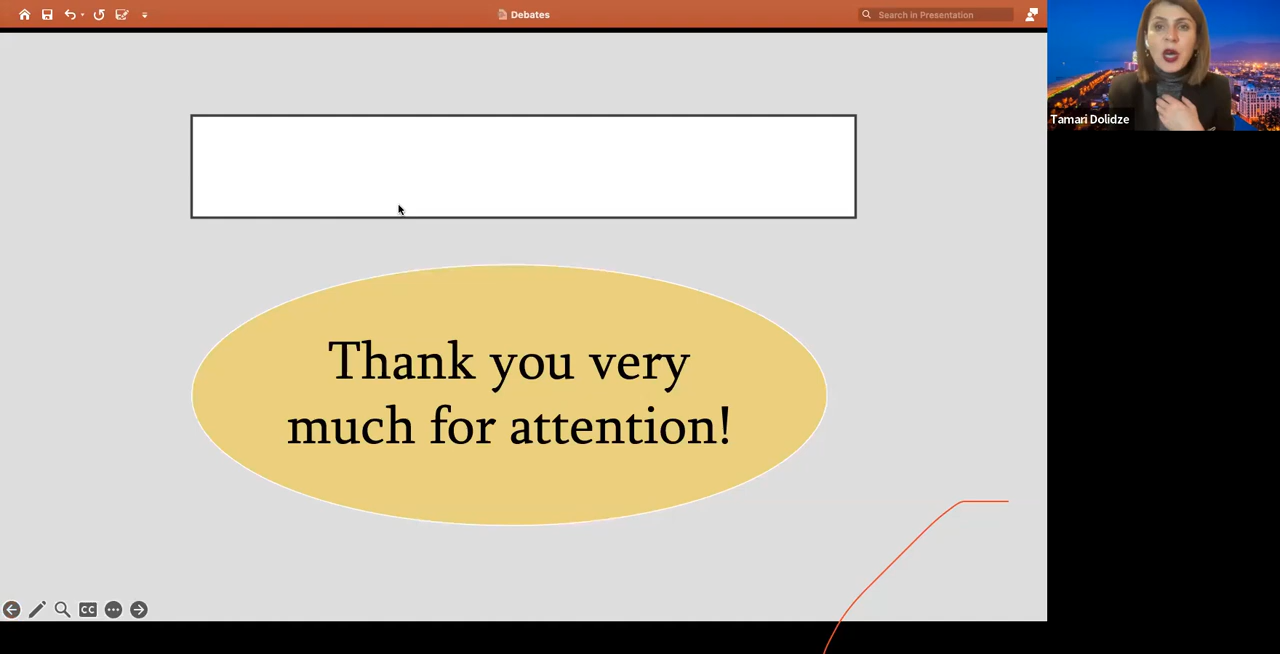 Debates
Search in Presentation
Tamari Dolidze
Thank you very
much for attention!
CC